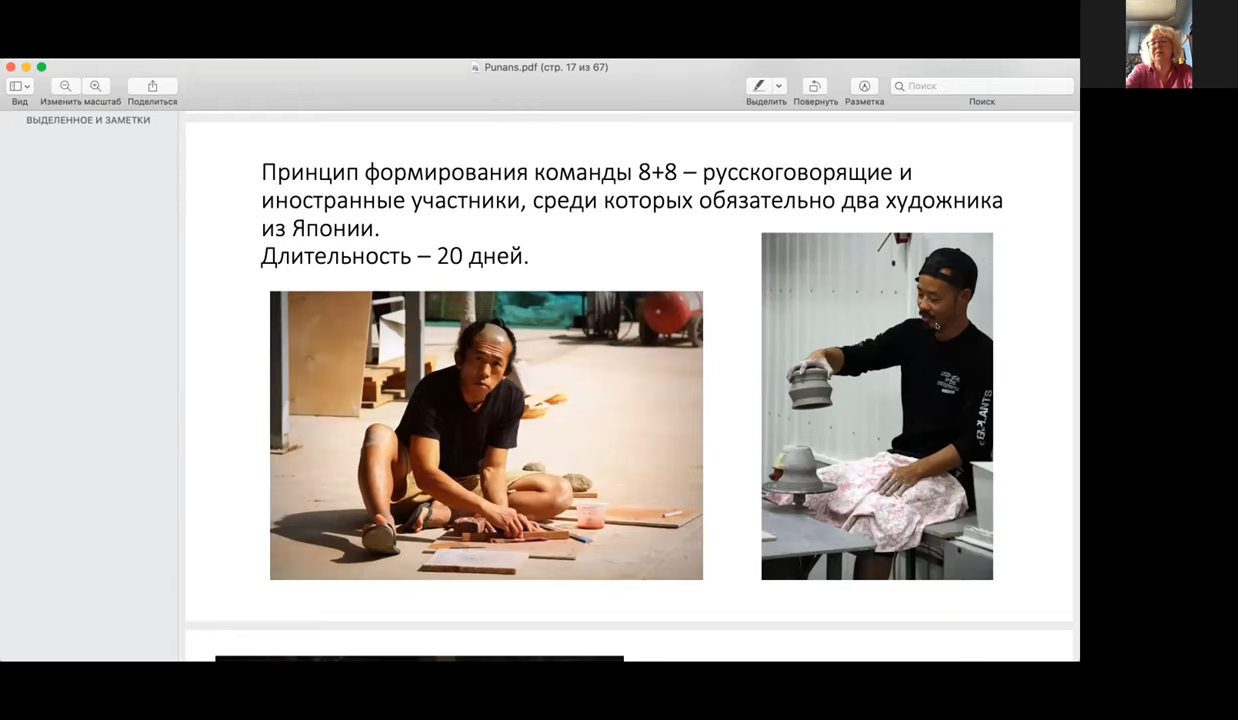 Punans.pdf (стр. 17 из 67)
Вид
Изменить масштаб
Поделиться
Выделить
Повернуть
Разметка
Поиск
Поиск
ВЫДЕЛЕННОЕ И ЗАМЕТКИ
Принцип формирования команды 8+8 – русскоговорящие и
иностранные участники, среди которых обязательно два художника
из Японии.
Длительность – 20 дней.